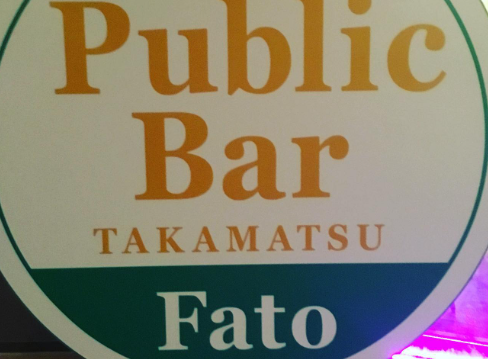 Public
Bar
TAKAMATSU
Fato